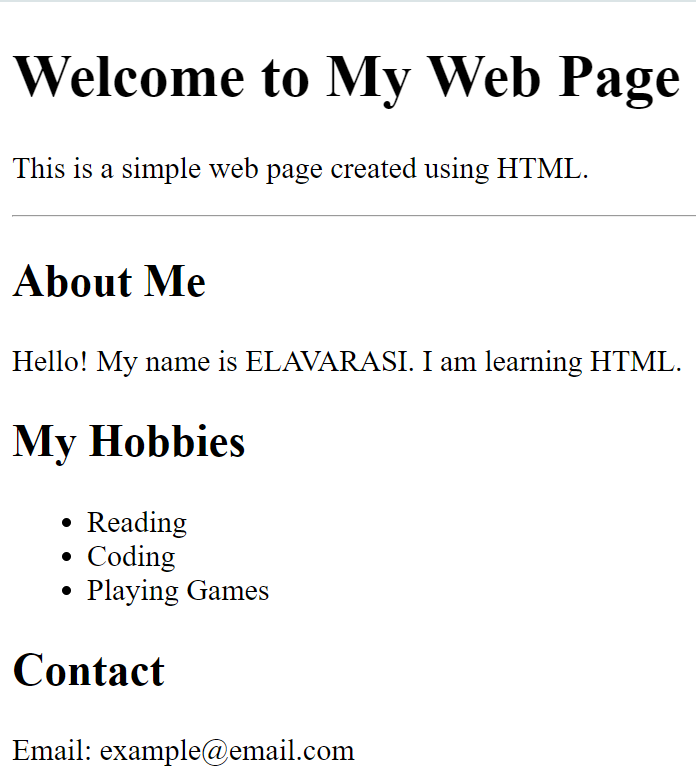 Welcome to My Web Page
This is a simple web page created using HTML.
About Me
Hello! My name is ELAVARASI. I am learning HTML.
My Hobbies
• Reading
• Coding
• Playing Games
Contact
Email: example@email.com